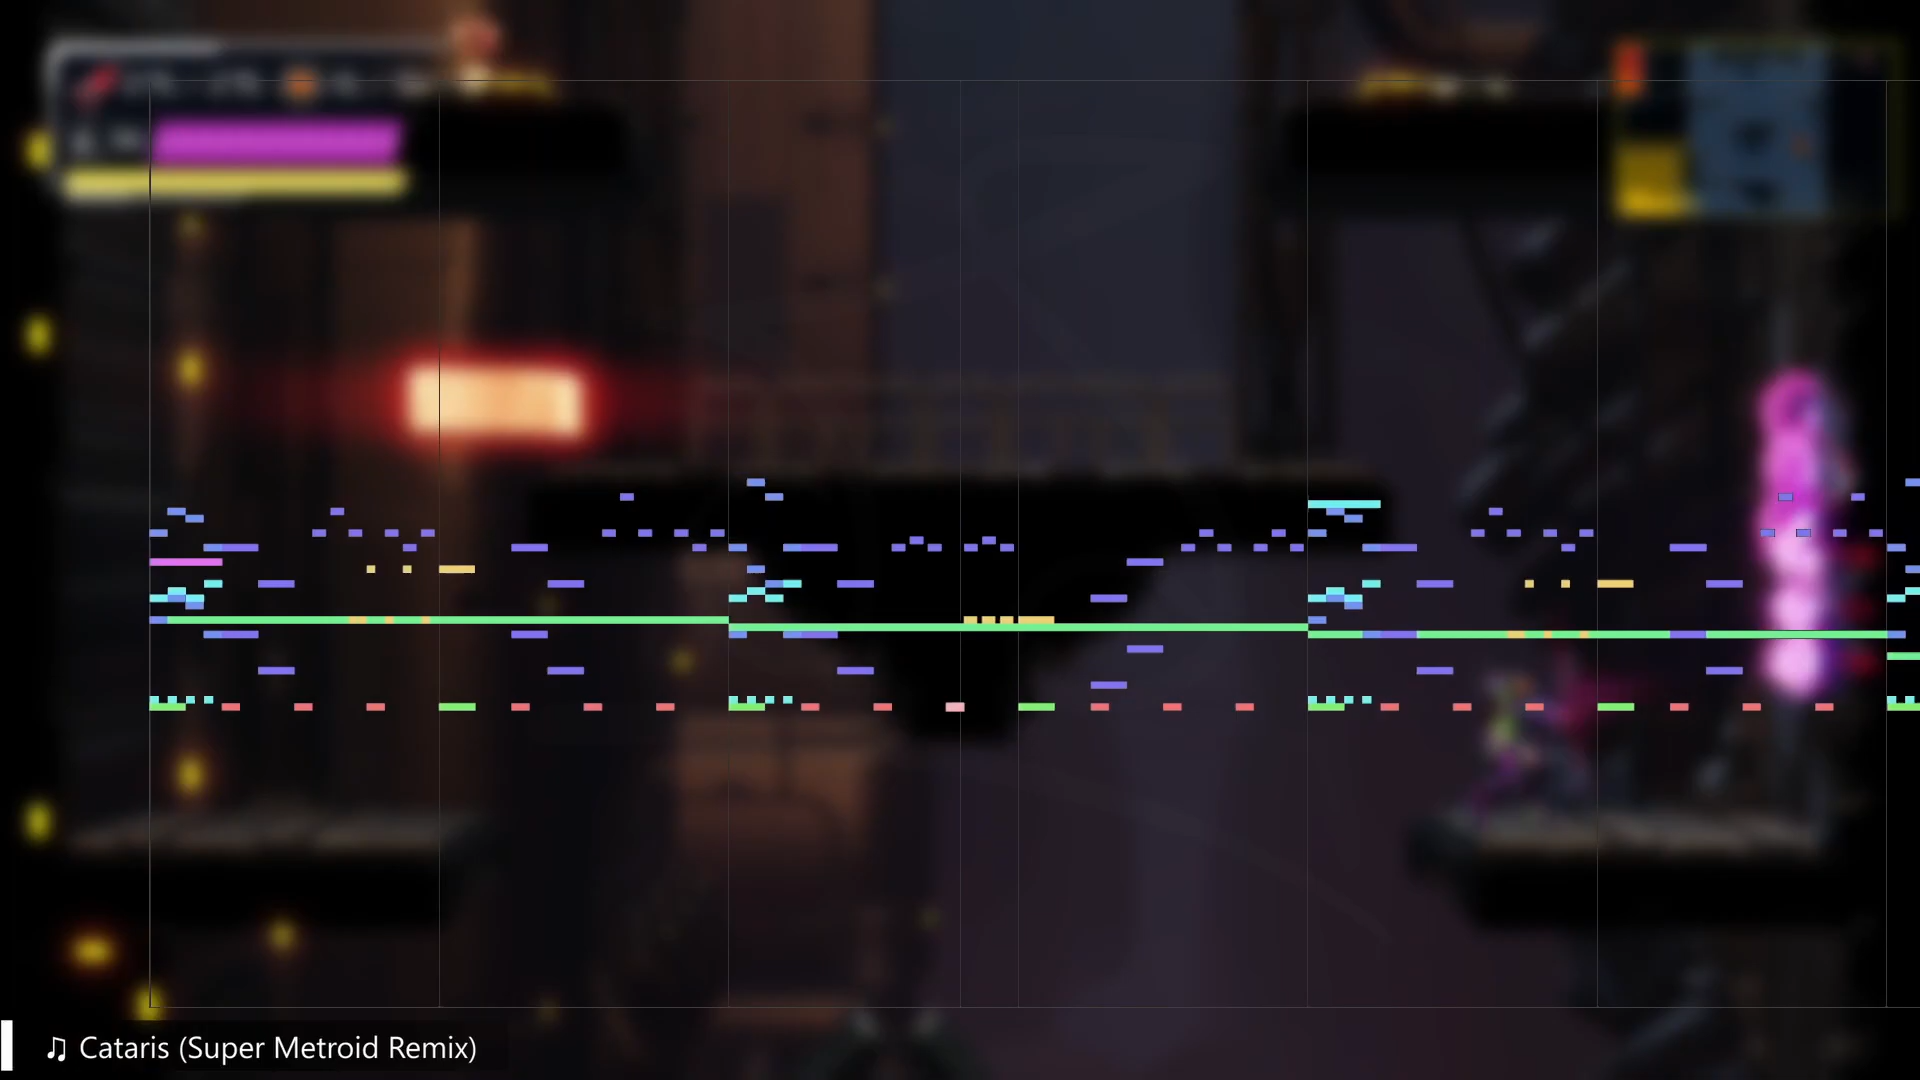 ♫ Cataris (Super Metroid Remix)